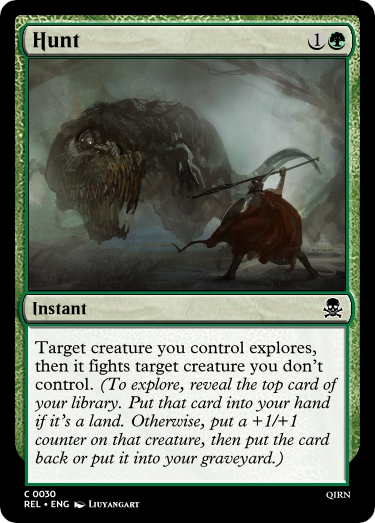 Hunt 1
Instant
Target creature you control explores,
then it fights target creature you don't
control. (To explore, reveal the top card of
your library. Put that card into your hand
if it's a land. Otherwise, put a +1/+1
counter on that creature, then put the card
back or put it into your graveyard.)
C 0030
REL • ENG LIUYANGART
QIRN